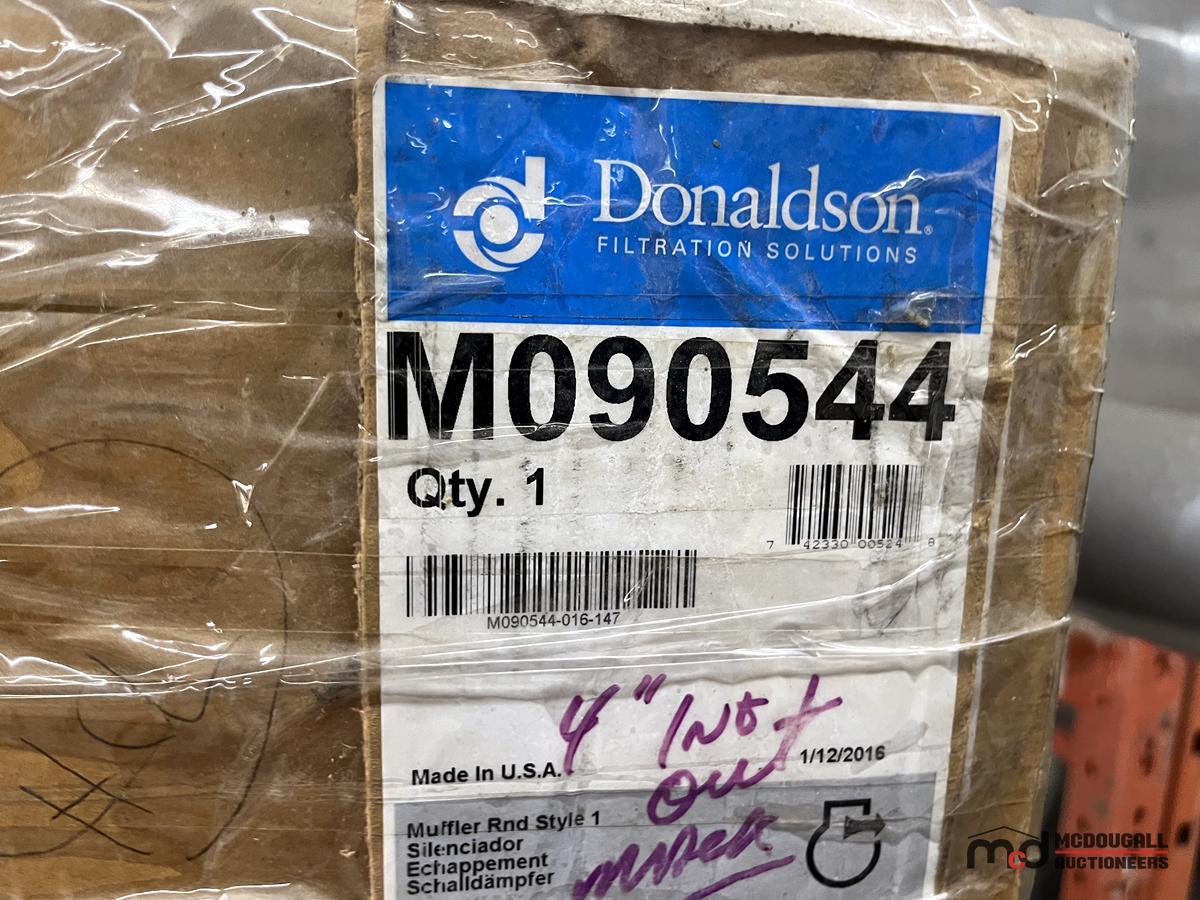 Donaldson®
FILTRATION SOLUTIONS
M090544
Qty. 1
7 42330 00524 8
M090544-016-147
4" In &
Out
Made In U.S.A.
1/12/2016
Muffler Rnd Style 1
Silenciador
Echappement
Schalldämpfer
mcd MCDOUGALL
AUCTIONEERS